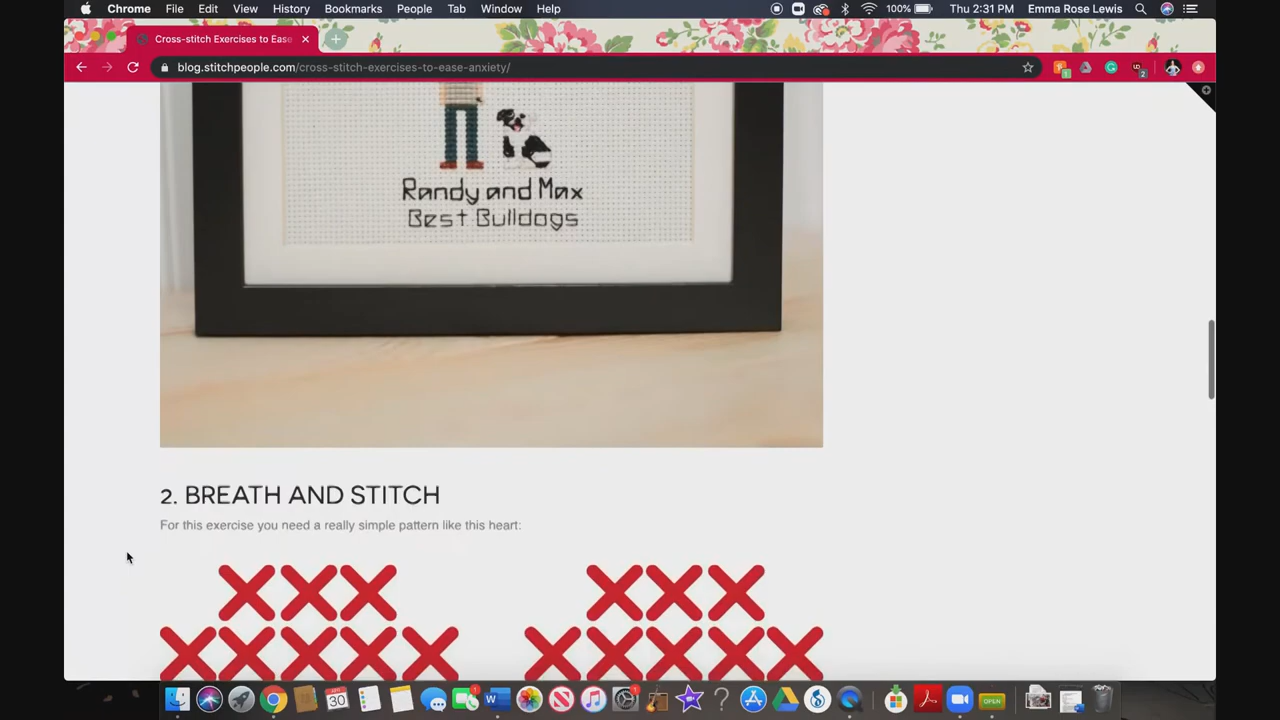 Chrome File Edit View History Bookmarks People Tab Window Help 100% Thu 2:31 PM Emma Rose Lewis
Cross-stitch Exercises to Ease
blog.stitchpeople.com/cross-stitch-exercises-to-ease-anxiety/
Randy and Max
Best Bulldogs
2. BREATH AND STITCH
For this exercise you need a really simple pattern like this heart:
30
OPEN